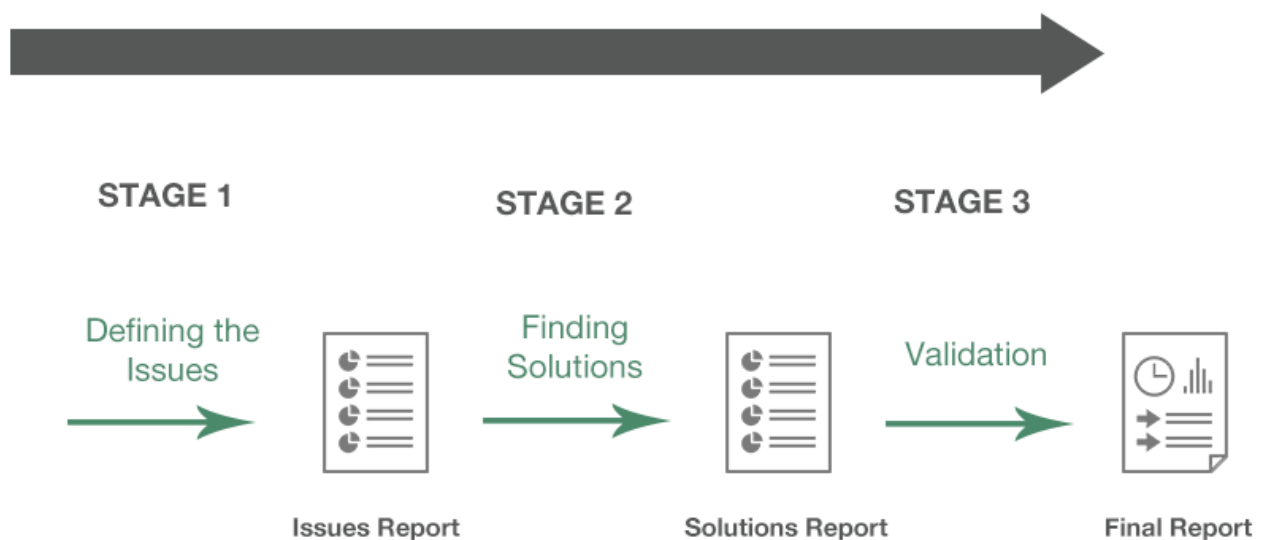 STAGE 1
STAGE 2
STAGE 3
Defining the
Issues
Finding
Solutions
Validation
Issues Report
Solutions Report
Final Report